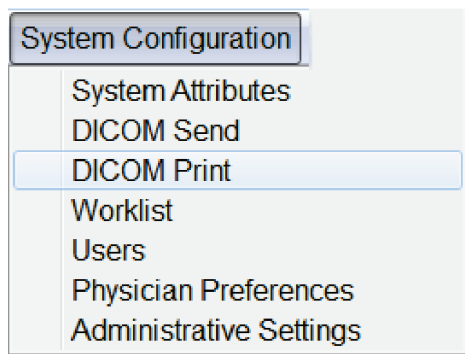 System Configuration
System Attributes
DICOM Send
DICOM Print
Worklist
Users
Physician Preferences
Administrative Settings